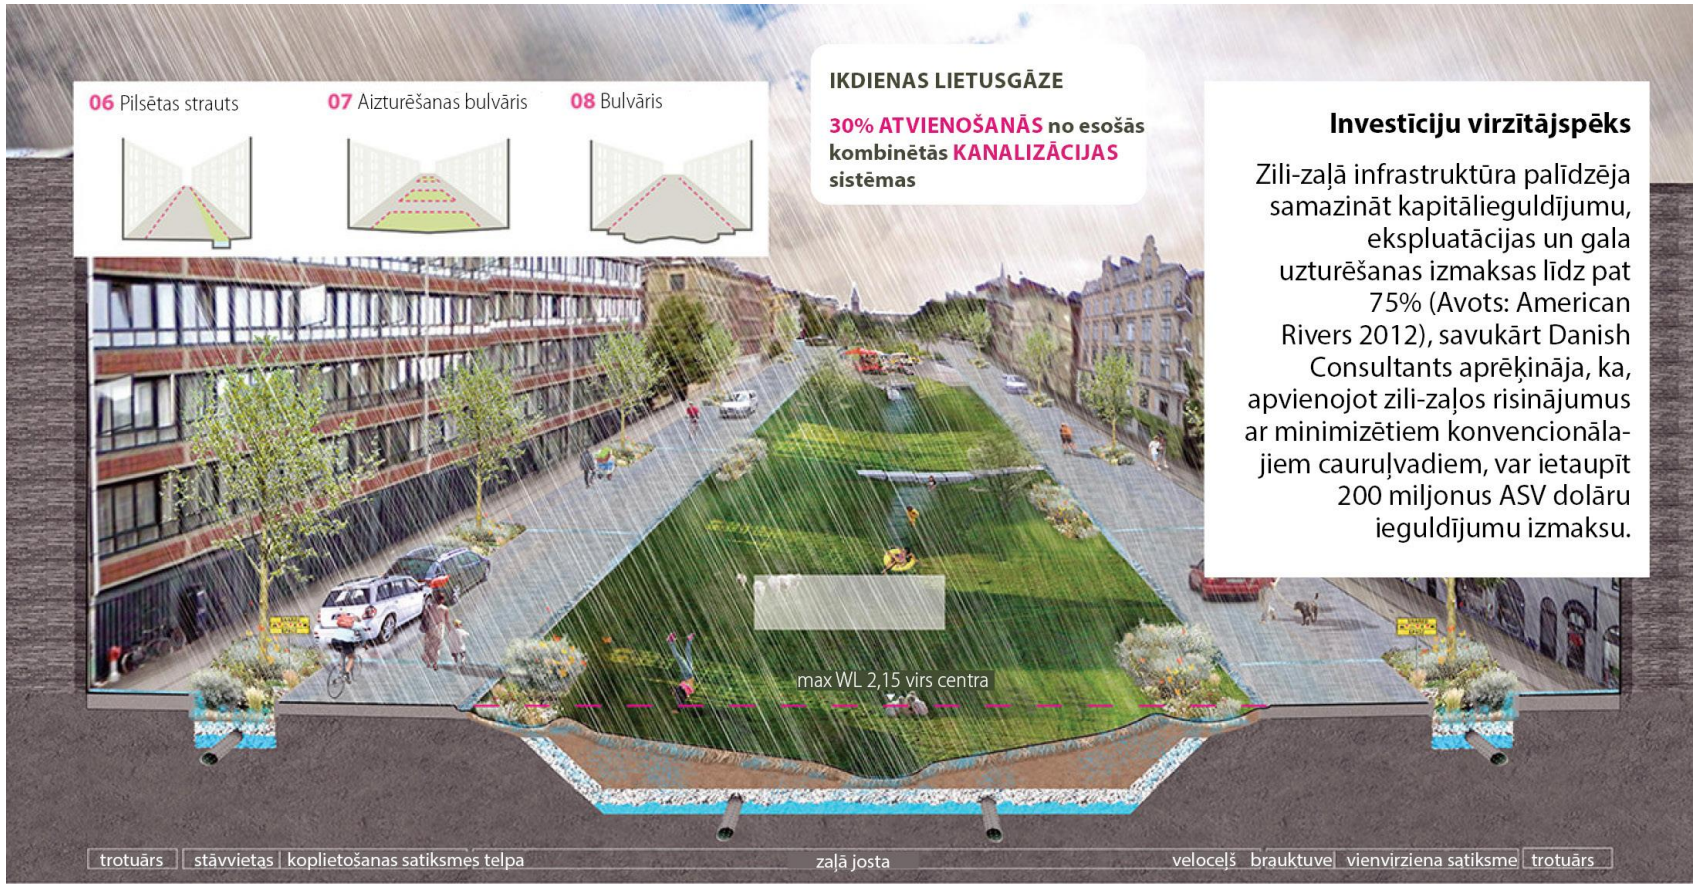 06 Pilsētas strauts
07 Aizturēšanas bulvāris
08 Bulvāris
IKDIENAS LIETUSGĀZE
30% ATVIENOŠANĀS no esošās
kombinētās KANALIZĀCIJAS
sistēmas
Investīciju virzītājspēks
Zili-zaļā infrastruktūra palīdzēja
samazināt kapitālieguldījumu,
ekspluatācijas un gala
uzturēšanas izmaksas līdz pat
75% (Avots: American
Rivers 2012), savukārt Danish
Consultants aprēķināja, ka,
apvienojot zili-zaļos risinājumus
ar minimizētiem konvencionāla-
jiem cauruļvadiem, var ietaupīt
200 miljonus ASV dolāru
ieguldījumu izmaksu.
max WL 2,15 virs centra
trotuārs
stāvvietas
koplietošanas satiksmes telpa
zaļā josta
veloceļš
brauktuve
vienvirziena satiksme
trotuārs